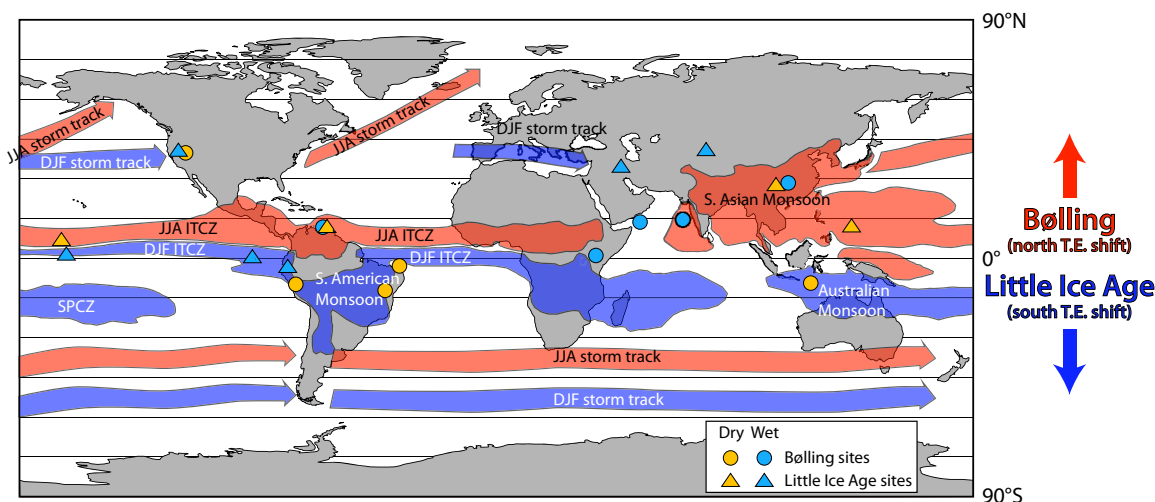 90°N
JJA storm track
DJF storm track
JJA storm track
DJF storm track
S. Asian Monsoon
JJA ITCZ
JJA ITCZ
DJF ITCZ
DJF ITCZ
0°
S. American
Monsoon
SPCZ
Australian
Monsoon
JJA storm track
DJF storm track
Bølling
(north T.E. shift)
Little Ice Age
(south T.E. shift)
Dry Wet
Bølling sites
Little Ice Age sites
90°S